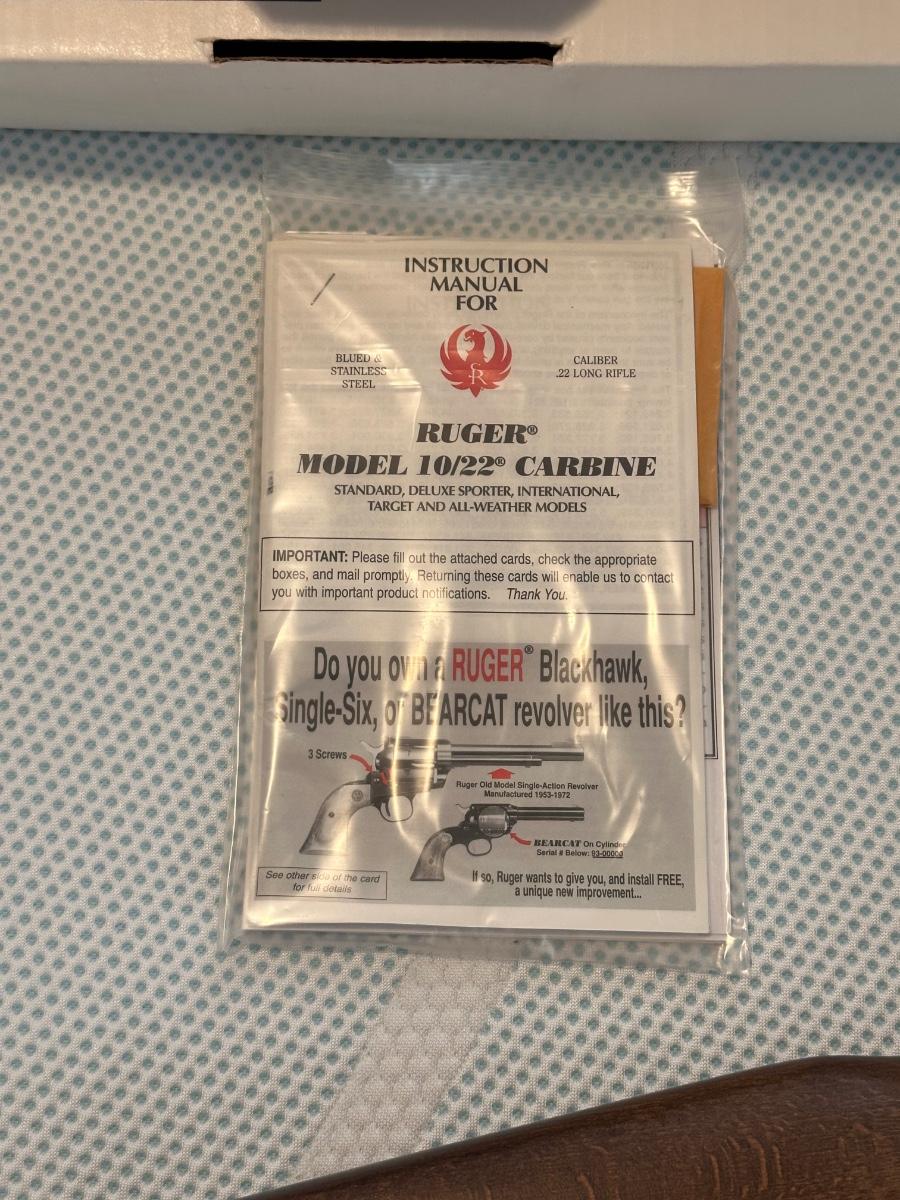 INSTRUCTION
MANUAL
FOR
BLUED &
STAINLESS
STEEL
CALIBER
.22 LONG RIFLE
RUGER®
MODEL 10/22® CARBINE
STANDARD, DELUXE SPORTER, INTERNATIONAL,
TARGET AND ALL-WEATHER MODELS
IMPORTANT: Please fill out the attached cards, check the appropriate
boxes, and mail promptly. Returning these cards will enable us to contact
you with important product notifications. Thank You.
Do you own a RUGER® Blackhawk,
Single-Six, or BEARCAT revolver like this?
3 Screws
Ruger Old Model Single-Action Revolver
Manufactured 1953-1972
BEARCAT On Cylinder
Serial # Below: 93-00000
See other side of the card
for full details
If so, Ruger wants to give you, and install FREE,
a unique new improvement...